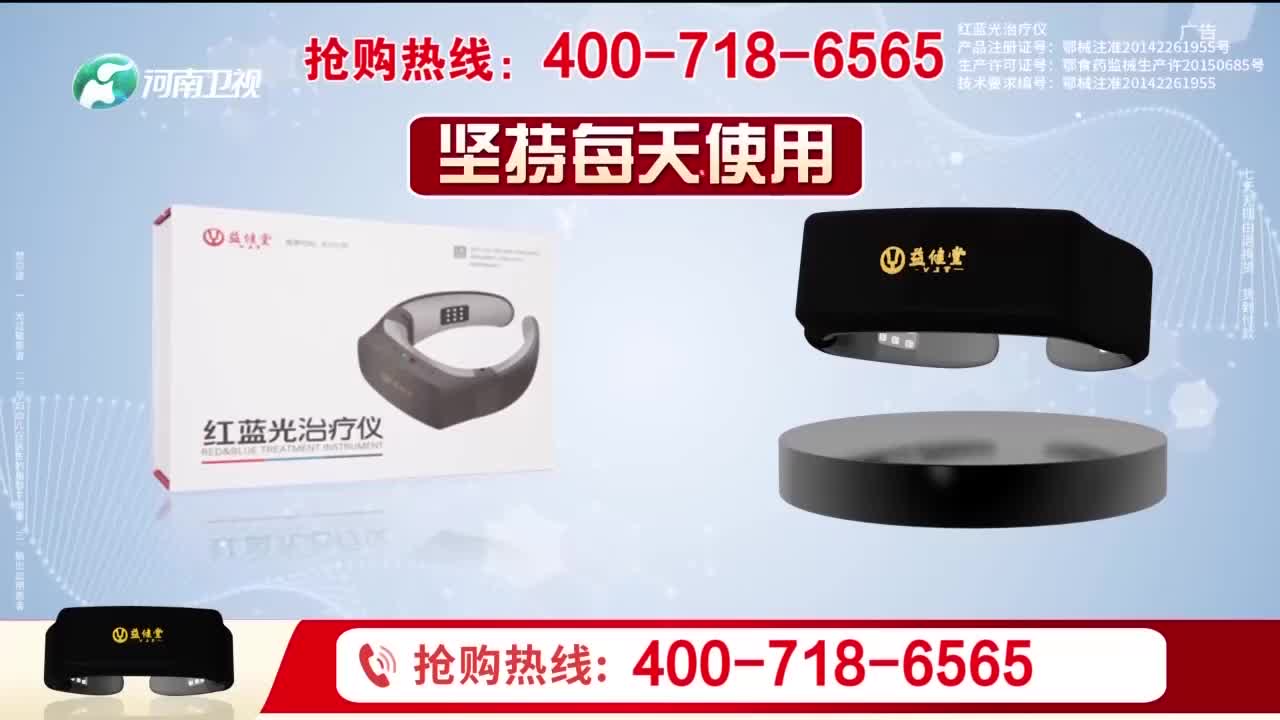 河南卫视
抢购热线：400-718-6565
红蓝光治疗仪
产品注册证号：鄂械注准20142261955号
生产许可证号：鄂食药监械生产许20150685号
技术要求编号：鄂械注准20142261955
广告
坚持每天使用
益健堂
YJT
红蓝光治疗仪
RED&BLUE TREATMENT INSTRUMENT
益健堂
YJT
益健堂
抢购热线：400-718-6565